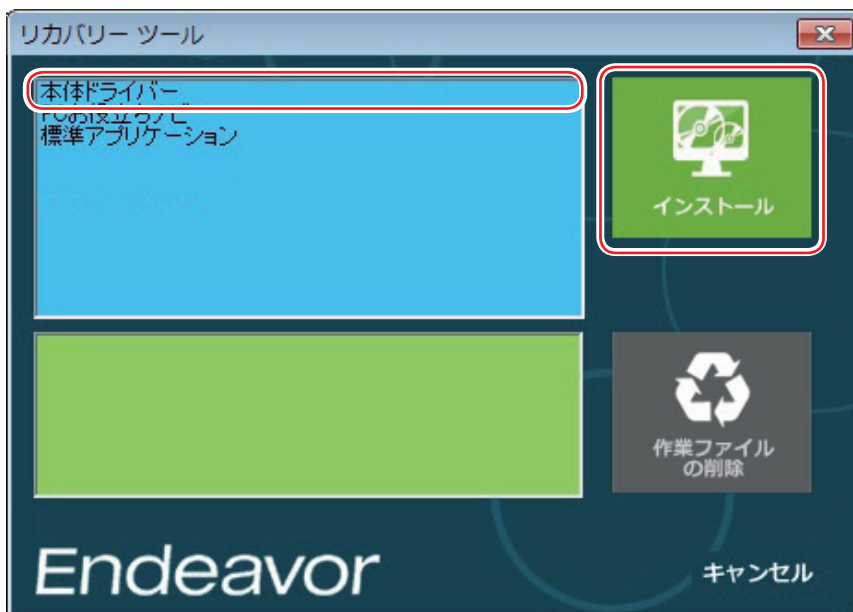 リカバリー ツール
本体ドライバー
PCお役立ちナビ
標準アプリケーション
インストール
作業ファイル
の削除
Endeavor
キャンセル